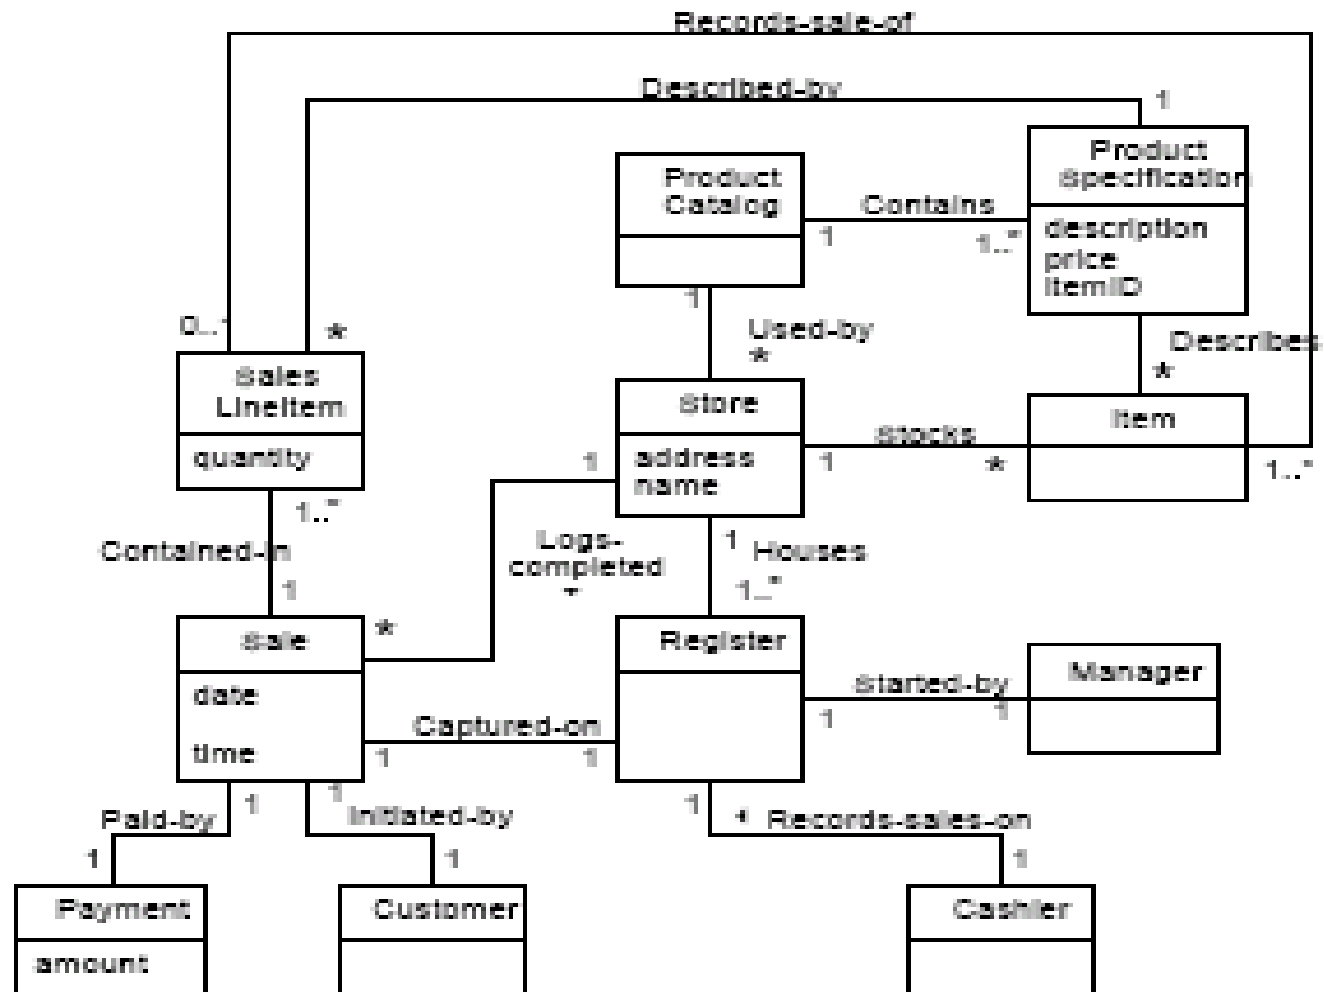 Records-sale-of
Described-by
1
Product
Specification
Product
Catalog
Contains
1
1..*
description
price
itemID
1
0..1
*
Used-by
*
Describes
*
Sales
LineItem
Store
Item
quantity
1
address
name
Stocks
1
*
1..*
1..*
Contained-in
1
Logs-
completed
1
Houses
1..*
Sale
*
Register
Manager
date
time
Captured-on
1
1
Started-by
1
1
Paid-by
1
1
Initiated-by
1
Records-sales-on
1
1
1
Payment
Customer
Cashier
amount